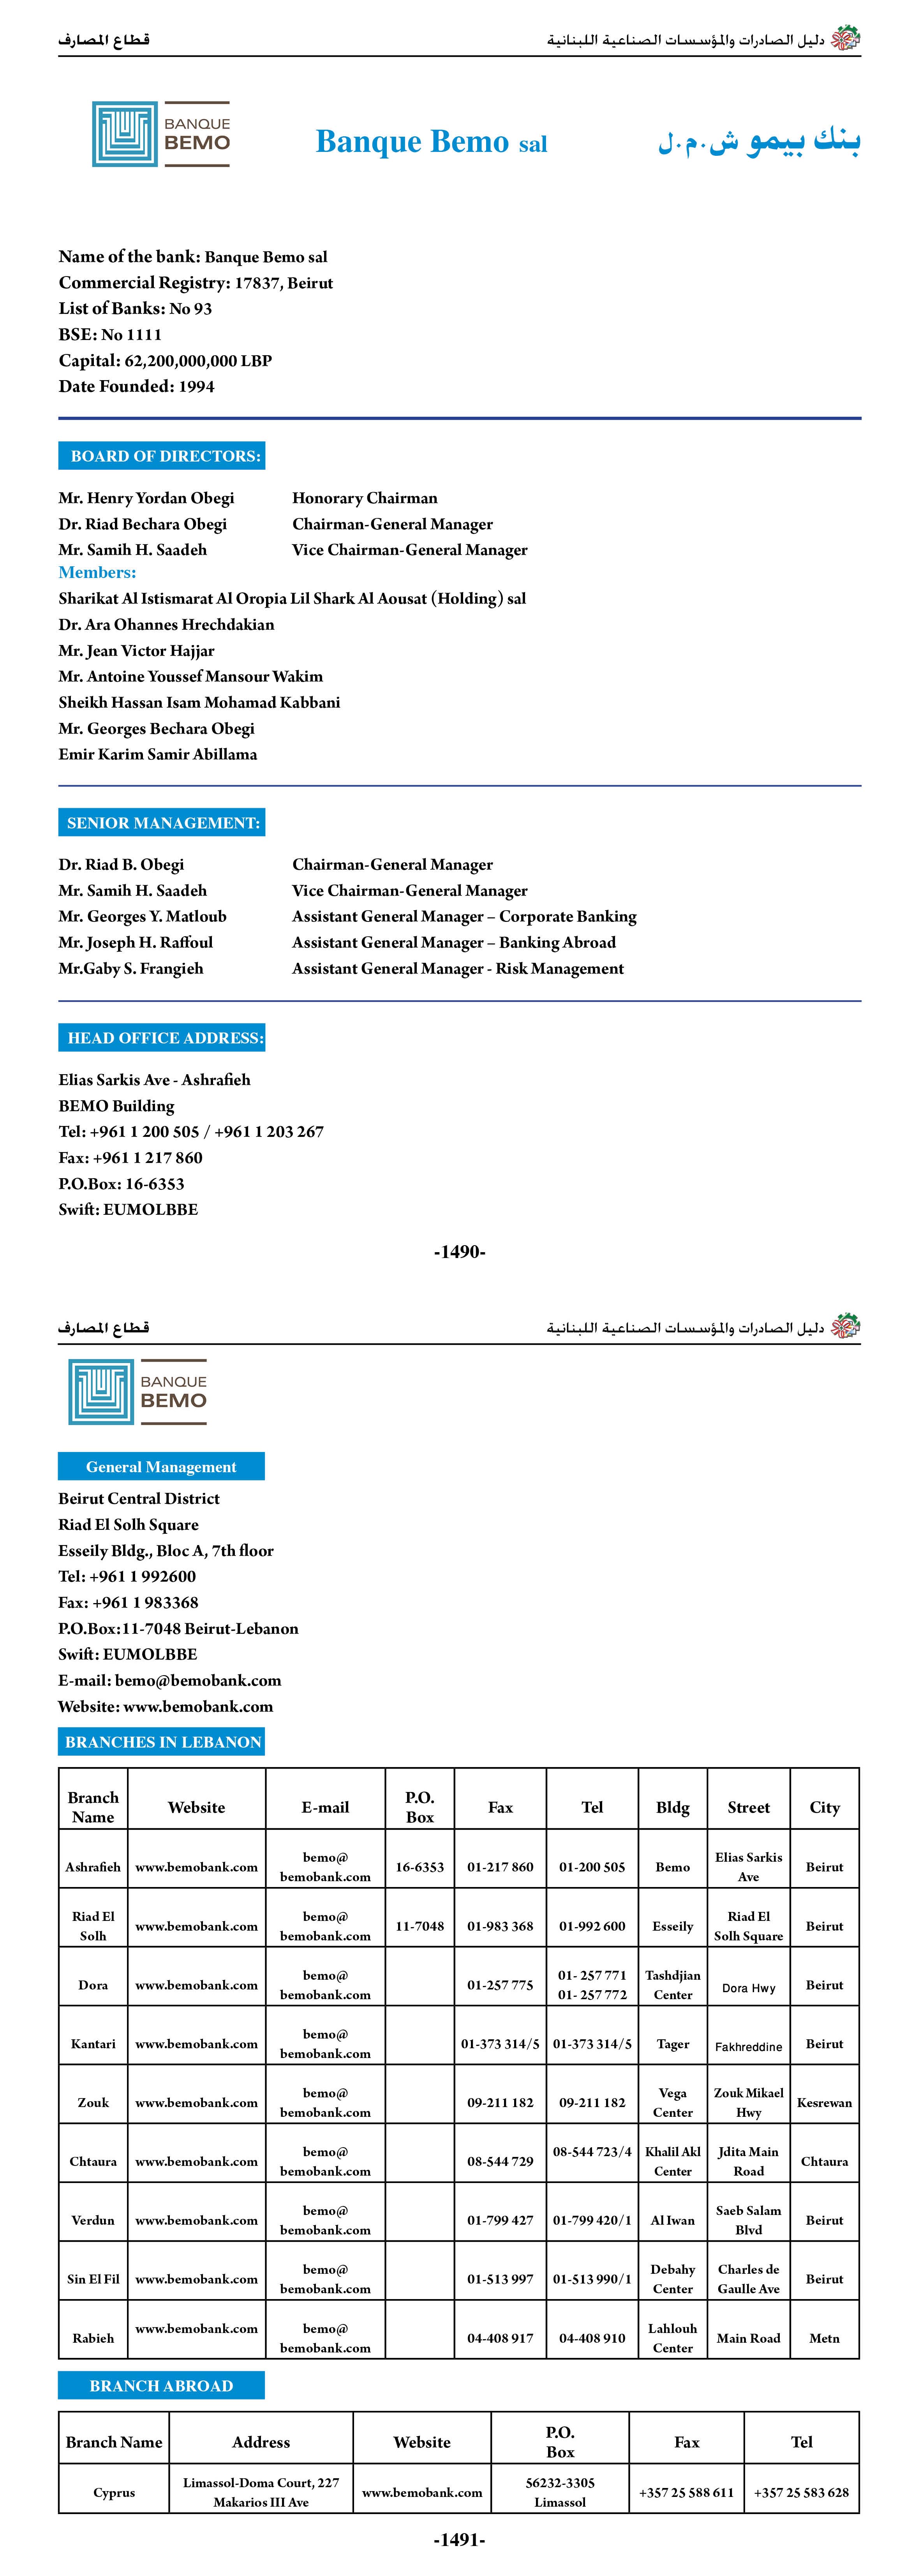 دليل الصادرات والمؤسسات الصناعية اللبنانية
قطاع المصارف
BANQUE
BEMO
Banque Bemo sal
بنك بيمو ش.م.ل
Name of the bank: Banque Bemo sal
Commercial Registry: 17837, Beirut
List of Banks: No 93
BSE: No 1111
Capital: 62,200,000,000 LBP
Date Founded: 1994
BOARD OF DIRECTORS:
Mr. Henry Yordan Obegi Honorary Chairman
Dr. Riad Bechara Obegi Chairman-General Manager
Mr. Samih H. Saadeh Vice Chairman-General Manager
Members:
Sharikat Al Istismarat Al Oropia Lil Shark Al Aousat (Holding) sal
Dr. Ara Ohannes Hrechdakian
Mr. Jean Victor Hajjar
Mr. Antoine Youssef Mansour Wakim
Sheikh Hassan Isam Mohamad Kabbani
Mr. Georges Bechara Obegi
Emir Karim Samir Abillama
SENIOR MANAGEMENT:
Dr. Riad B. Obegi Chairman-General Manager
Mr. Samih H. Saadeh Vice Chairman-General Manager
Mr. Georges Y. Matloub Assistant General Manager – Corporate Banking
Mr. Joseph H. Raffoul Assistant General Manager – Banking Abroad
Mr.Gaby S. Frangieh Assistant General Manager - Risk Management
HEAD OFFICE ADDRESS:
Elias Sarkis Ave - Ashrafieh
BEMO Building
Tel: +961 1 200 505 / +961 1 203 267
Fax: +961 1 217 860
P.O.Box: 16-6353
Swift: EUMOLBBE
-1490-
دليل الصادرات والمؤسسات الصناعية اللبنانية
قطاع المصارف
BANQUE
BEMO
General Management
Beirut Central District
Riad El Solh Square
Esseily Bldg., Bloc A, 7th floor
Tel: +961 1 992600
Fax: +961 1 983368
P.O.Box:11-7048 Beirut-Lebanon
Swift: EUMOLBBE
E-mail: bemo@bemobank.com
Website: www.bemobank.com
BRANCHES IN LEBANON
Branch Name Website E-mail P.O. Box Fax Tel Bldg Street City
Ashrafieh www.bemobank.com bemo@ bemobank.com 16-6353 01-217 860 01-200 505 Bemo Elias Sarkis Ave Beirut
Riad El Solh www.bemobank.com bemo@ bemobank.com 11-7048 01-983 368 01-992 600 Esseily Riad El Solh Square Beirut
Dora www.bemobank.com bemo@ bemobank.com 01-257 775 01- 257 771 01- 257 772 Tashdjian Center Dora Hwy Beirut
Kantari www.bemobank.com bemo@ bemobank.com 01-373 314/5 01-373 314/5 Tager Fakhreddine Beirut
Zouk www.bemobank.com bemo@ bemobank.com 09-211 182 09-211 182 Vega Center Zouk Mikael Hwy Kesrewan
Chtaura www.bemobank.com bemo@ bemobank.com 08-544 729 08-544 723/4 Khalil Akl Center Jdita Main Road Chtaura
Verdun www.bemobank.com bemo@ bemobank.com 01-799 427 01-799 420/1 Al Iwan Saeb Salam Blvd Beirut
Sin El Fil www.bemobank.com bemo@ bemobank.com 01-513 997 01-513 990/1 Debahy Center Charles de Gaulle Ave Beirut
Rabieh www.bemobank.com bemo@ bemobank.com 04-408 917 04-408 910 Lahlouh Center Main Road Metn
BRANCH ABROAD
Branch Name Address Website P.O. Box Fax Tel
Cyprus Limassol-Doma Court, 227 Makarios III Ave www.bemobank.com 56232-3305 Limassol +357 25 588 611 +357 25 583 628
-1491-